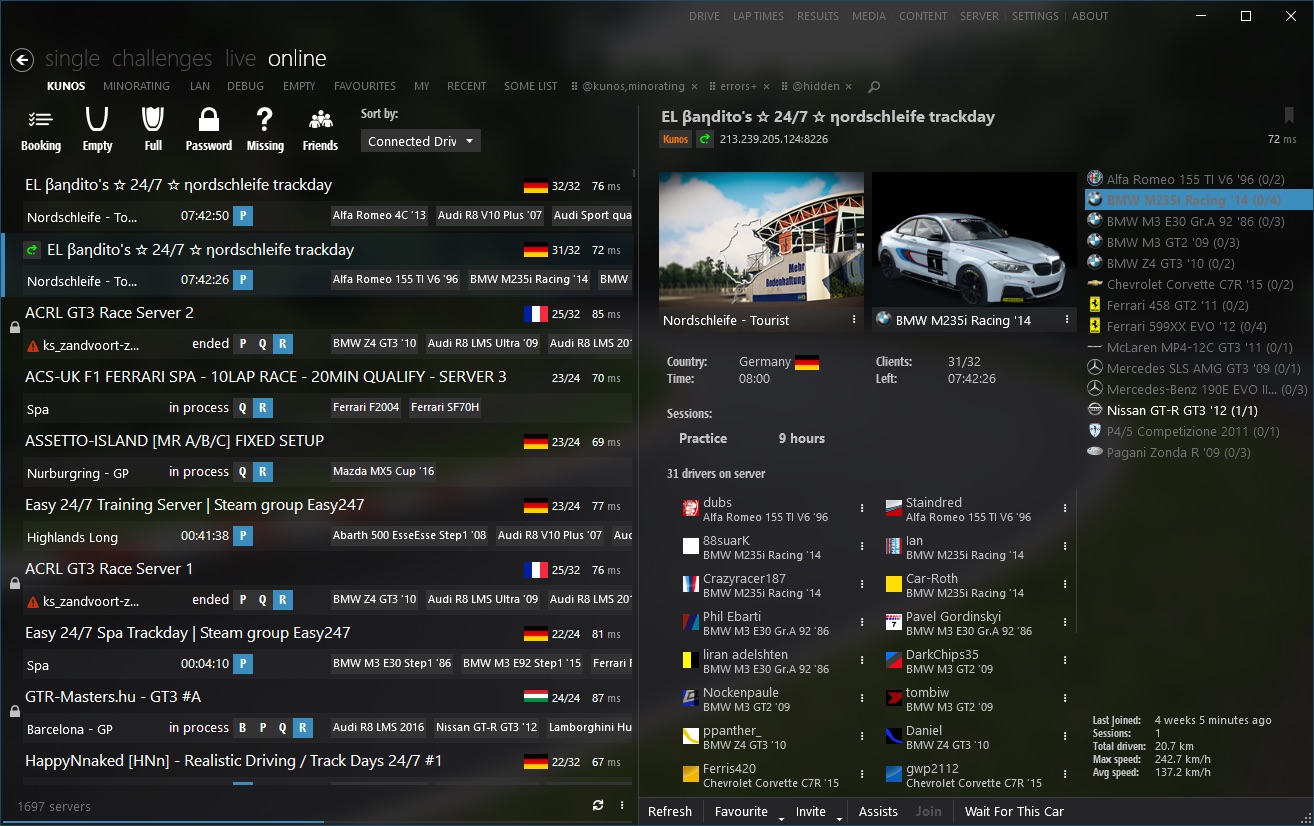 DRIVE LAP TIMES RESULTS MEDIA CONTENT SERVER SETTINGS ABOUT
single challenges live online
KUNOS MINORATING LAN DEBUG EMPTY FAVOURITES MY RECENT SOME LIST @kunos,minorating × errors+ × @hidden ×
Booking Empty Full Password Missing Friends
Sort by:
Connected Driv
EL βaηdito's ☆ 24/7 ☆ ηordschleife trackday 32/32 76 ms
Nordschleife - To... 07:42:50 P Alfa Romeo 4C '13 Audi R8 V10 Plus '07 Audi Sport qua
EL βaηdito's ☆ 24/7 ☆ ηordschleife trackday 31/32 72 ms
Nordschleife - To... 07:42:26 P Alfa Romeo 155 TI V6 '96 BMW M235i Racing '14 BMW
ACRL GT3 Race Server 2 25/32 85 ms
ks_zandvoort-z... ended P Q R BMW Z4 GT3 '10 Audi R8 LMS Ultra '09 Audi R8 LMS 201
ACS-UK F1 FERRARI SPA - 10LAP RACE - 20MIN QUALIFY - SERVER 3 23/24 70 ms
Spa in process Q R Ferrari F2004 Ferrari SF70H
ASSETTO-ISLAND [MR A/B/C] FIXED SETUP 23/24 69 ms
Nurburgring - GP in process Q R Mazda MX5 Cup '16
Easy 24/7 Training Server | Steam group Easy247 23/24 77 ms
Highlands Long 00:41:38 P Abarth 500 EsseEsse Step1 '08 Audi R8 V10 Plus '07 Auc
ACRL GT3 Race Server 1 25/32 76 ms
ks_zandvoort-z... ended P Q R BMW Z4 GT3 '10 Audi R8 LMS Ultra '09 Audi R8 LMS 201
Easy 24/7 Spa Trackday | Steam group Easy247 22/24 81 ms
Spa 00:04:10 P BMW M3 E30 Step1 '86 BMW M3 E92 Step1 '15 Ferrari F
GTR-Masters.hu - GT3 #A 24/24 87 ms
Barcelona - GP in process B P Q R Audi R8 LMS 2016 Nissan GT-R GT3 '12 Lamborghini Hu
HappyNnaked [HNn] - Realistic Driving / Track Days 24/7 #1 22/32 67 ms
1697 servers
EL βaηdito's ☆ 24/7 ☆ ηordschleife trackday
Kunos 213.239.205.124:8226 72 ms
Mehr
Bodenhaftung
Nordschleife - Tourist
BMW M235i Racing '14
Country: Germany Clients: 31/32
Time: 08:00 Left: 07:42:26
Sessions:
Practice 9 hours
31 drivers on server
dubs
Alfa Romeo 155 TI V6 '96
Staindred
Alfa Romeo 155 TI V6 '96
88suarK
BMW M235i Racing '14
Ian
BMW M235i Racing '14
Crazyracer187
BMW M235i Racing '14
Car-Roth
BMW M235i Racing '14
Phil Ebarti
BMW M3 E30 Gr.A 92 '86
7
Pavel Gordinskyi
BMW M3 E30 Gr.A 92 '86
liran adelshten
BMW M3 E30 Gr.A 92 '86
DarkChips35
BMW M3 GT2 '09
Nockenpaule
BMW M3 GT2 '09
tombiw
BMW M3 GT2 '09
ppanther_
BMW Z4 GT3 '10
Daniel
BMW Z4 GT3 '10
Ferris420
Chevrolet Corvette C7R '15
gwp2112
Chevrolet Corvette C7R '15
Alfa Romeo 155 TI V6 '96 (0/2)
BMW M235i Racing '14 (0/4)
BMW M3 E30 Gr.A 92 '86 (0/3)
BMW M3 GT2 '09 (0/3)
BMW Z4 GT3 '10 (0/2)
Chevrolet Corvette C7R '15 (0/2)
Ferrari 458 GT2 '11 (0/2)
Ferrari 599XX EVO '12 (0/4)
McLaren MP4-12C GT3 '11 (0/1)
Mercedes SLS AMG GT3 '09 (0/1)
Mercedes-Benz 190E EVO II... (0/3)
Nissan GT-R GT3 '12 (1/1)
P4/5 Competizione 2011 (0/1)
Pagani Zonda R '09 (0/3)
Last Joined: 4 weeks 5 minutes ago
Sessions: 1
Total driven: 20.7 km
Max speed: 242.7 km/h
Avg speed: 137.2 km/h
Refresh Favourite Invite Assists Join Wait For This Car